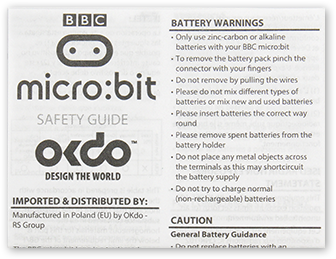 BBC
micro:bit
SAFETY GUIDE
OKdo™
DESIGN THE WORLD
IMPORTED & DISTRIBUTED BY:
Manufactured in Poland (EU) by OKdo -
RS Group
BATTERY WARNINGS
• Only use zinc-carbon or alkaline
batteries with your BBC micro:bit
• To remove the battery pack pinch the
connector with your fingers
• Do not remove by pulling the wires
• Please do not mix different types of
batteries or mix new and used batteries
• Please insert batteries the correct way
round
• Please remove spent batteries from the
battery holder
• Do not place any metal objects across
the terminals as this may shortcircuit
the battery supply
• Do not try to charge normal
(non-rechargeable) batteries
CAUTION
General Battery Guidance
• Do not replace batteries with an